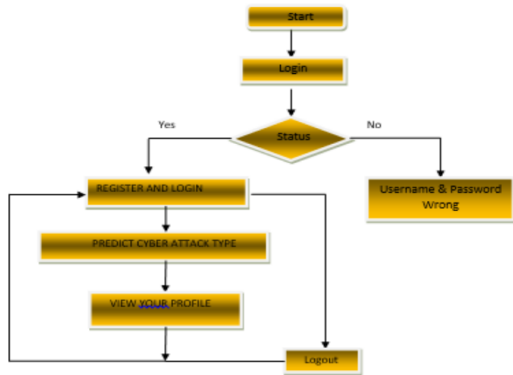 Start
Login
Status
Yes
No
REGISTER AND LOGIN
Username & Password
Wrong
PREDICT CYBER ATTACK TYPE
VIEW YOUR PROFILE
Logout